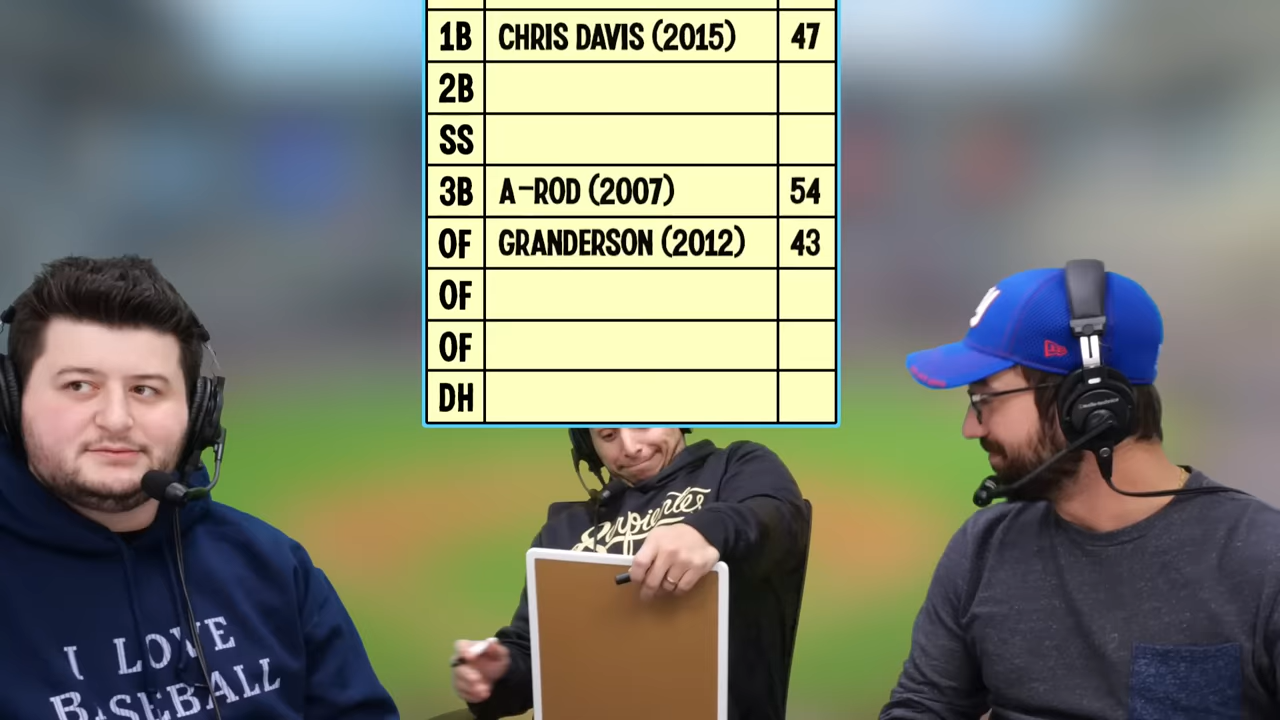 1B CHRIS DAVIS (2015) 47
2B
SS
3B A-ROD (2007) 54
OF GRANDERSON (2012) 43
OF
OF
DH
I LOVE
BASEBALL